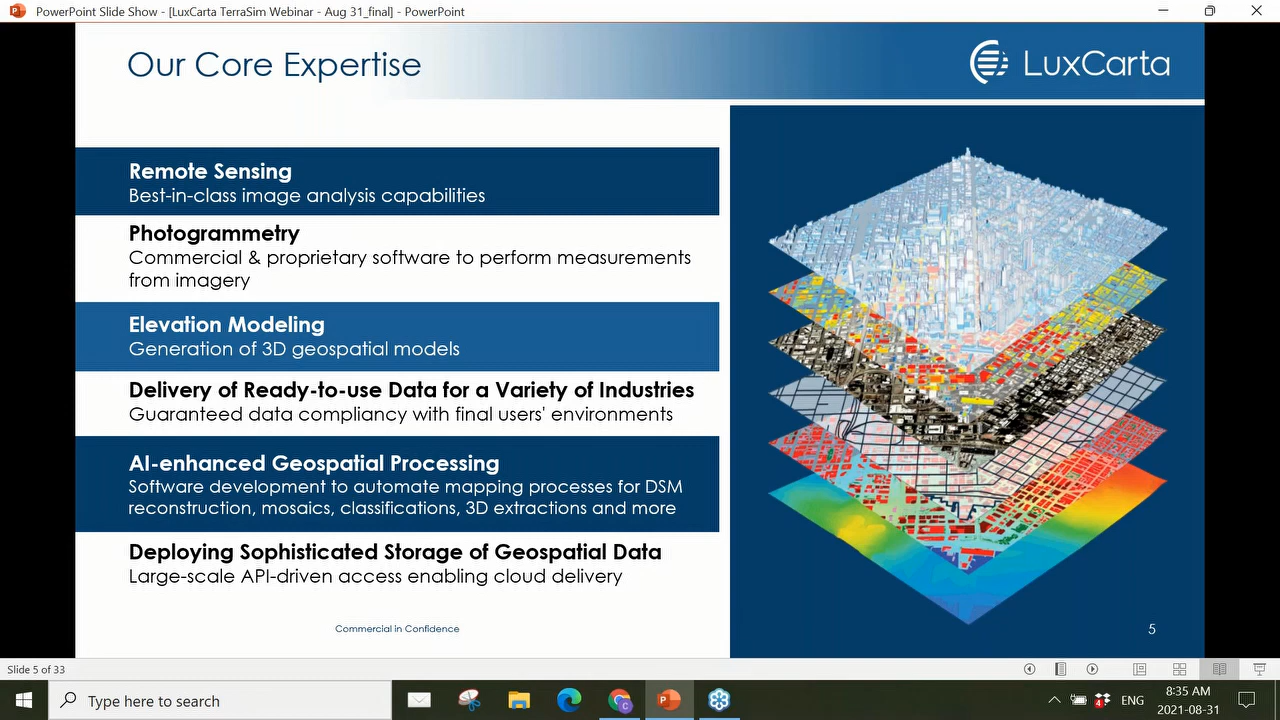 PowerPoint Slide Show - [LuxCarta TerraSim Webinar - Aug 31_final] - PowerPoint
Our Core Expertise
LuxCarta
Remote Sensing
Best-in-class image analysis capabilities
Photogrammetry
Commercial & proprietary software to perform measurements
from imagery
Elevation Modeling
Generation of 3D geospatial models
Delivery of Ready-to-use Data for a Variety of Industries
Guaranteed data compliancy with final users' environments
AI-enhanced Geospatial Processing
Software development to automate mapping processes for DSM
reconstruction, mosaics, classifications, 3D extractions and more
Deploying Sophisticated Storage of Geospatial Data
Large-scale API-driven access enabling cloud delivery
Commercial in Confidence
5
Slide 5 of 33
Type here to search
ENG
8:35 AM
2021-08-31